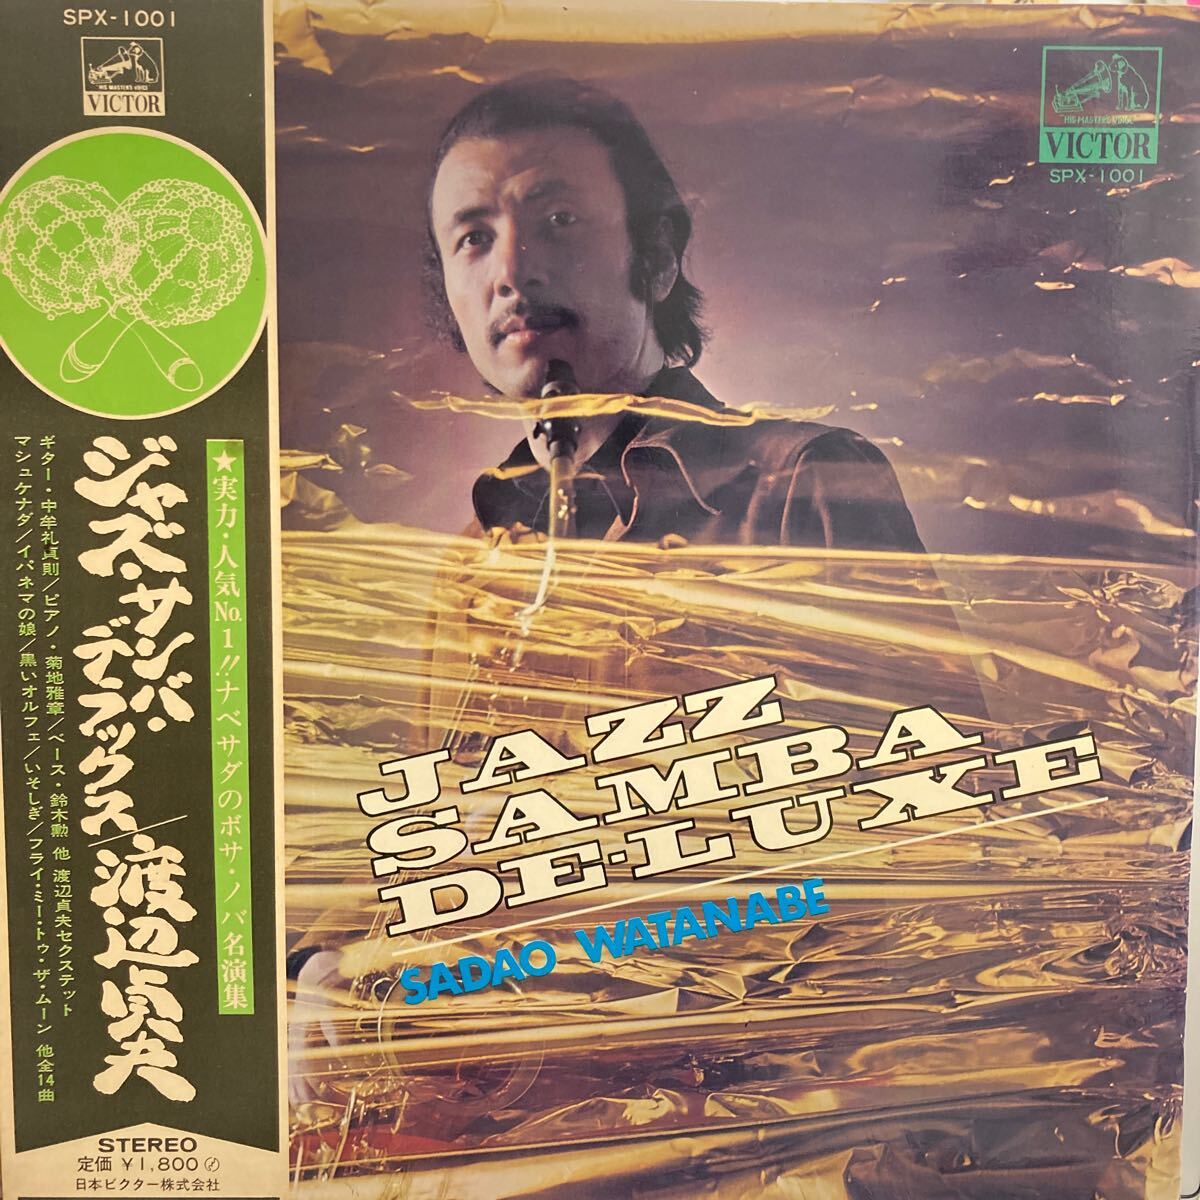 SPX-1001
HIS MASTER'S VOICE
VICTOR
★実力・人気No.1!!ナベサダのボサ・ノバ名演集
ジャズ・サンバ・
デラックス/渡辺貞夫
ギター・中牟礼貞則/ピアノ・菊地雅章/ベース・鈴木勲 他 渡辺貞夫セクステット
マシュケナダ/イパネマの娘/黒いオルフェ/いそしぎ/フライ・ミー・トゥ・ザ・ムーン 他全14曲
STEREO
定価 ¥1,800
日本ビクター株式会社
"HIS MASTER'S VOICE"
VICTOR
SPX-1001
JAZZ
SAMBA
DE-LUXE
SADAO WATANABE